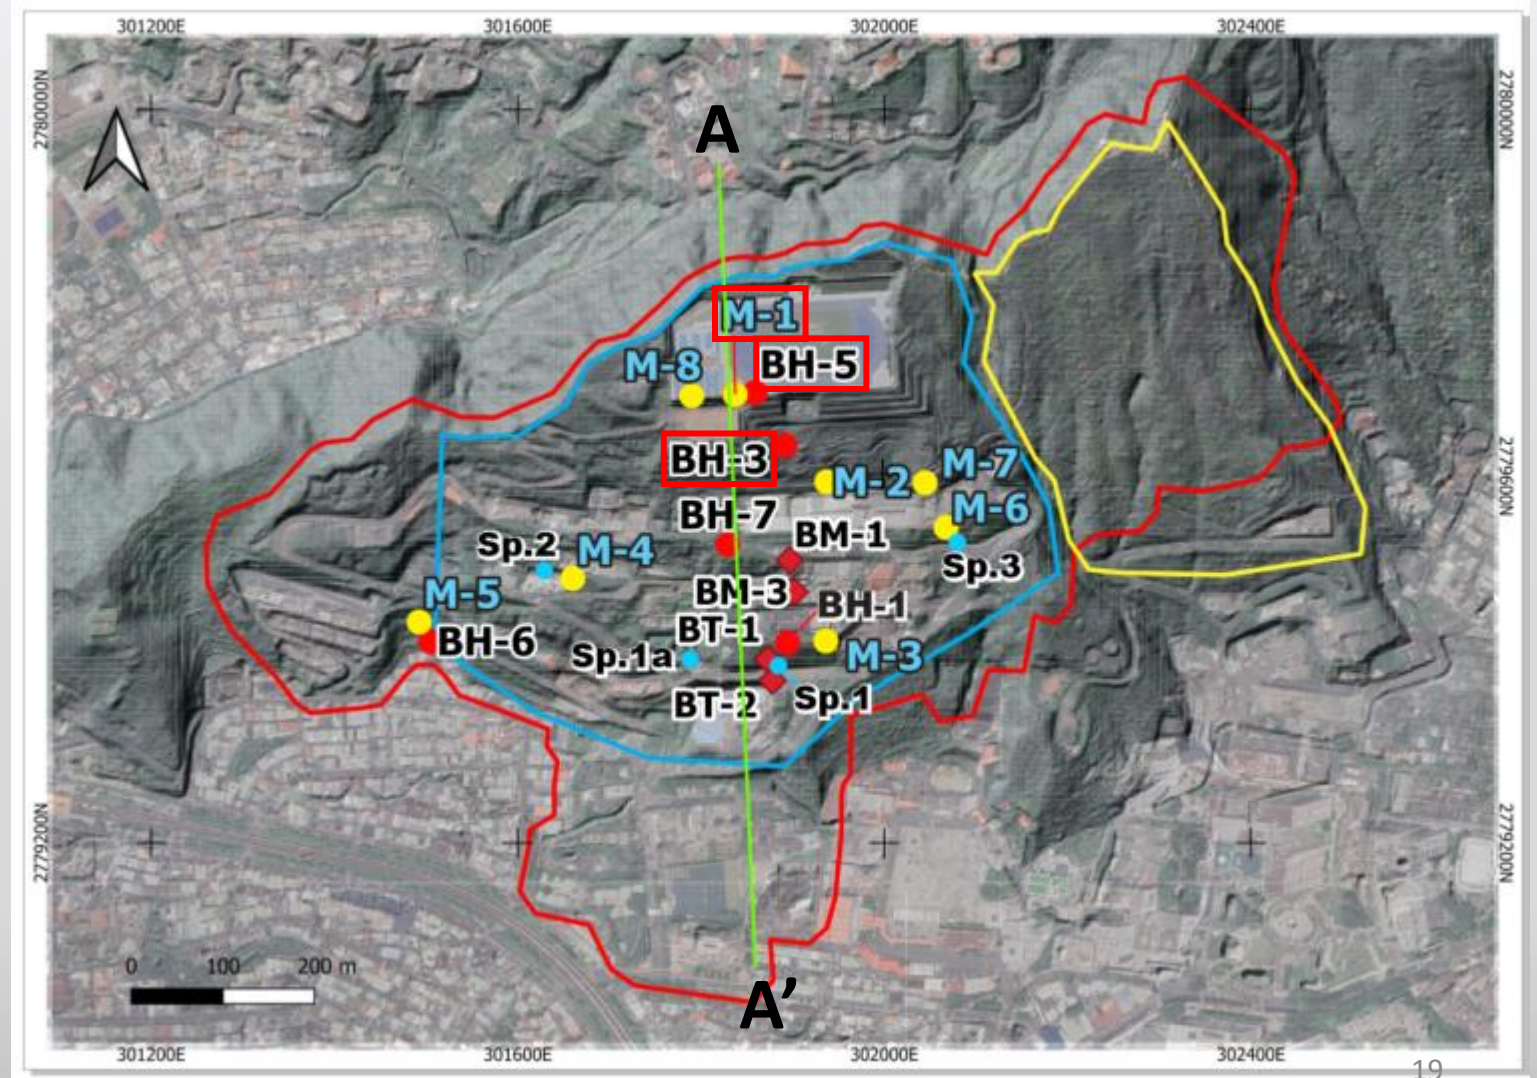 301200E
301600E
302000E
302400E
2780000N
2780000N
A
M-1
M-8
BH-5
BH-3
M-2
M-7
M-6
BH-7
BM-1
Sp.2
M-4
Sp.3
M-5
BM-3
BH-1
BH-6
BT-1
Sp.1a
M-3
BT-2
Sp.1
2779600N
2779200N
2779200N
0 100 200 m
A’
301200E
301600E
302000E
302400E
19